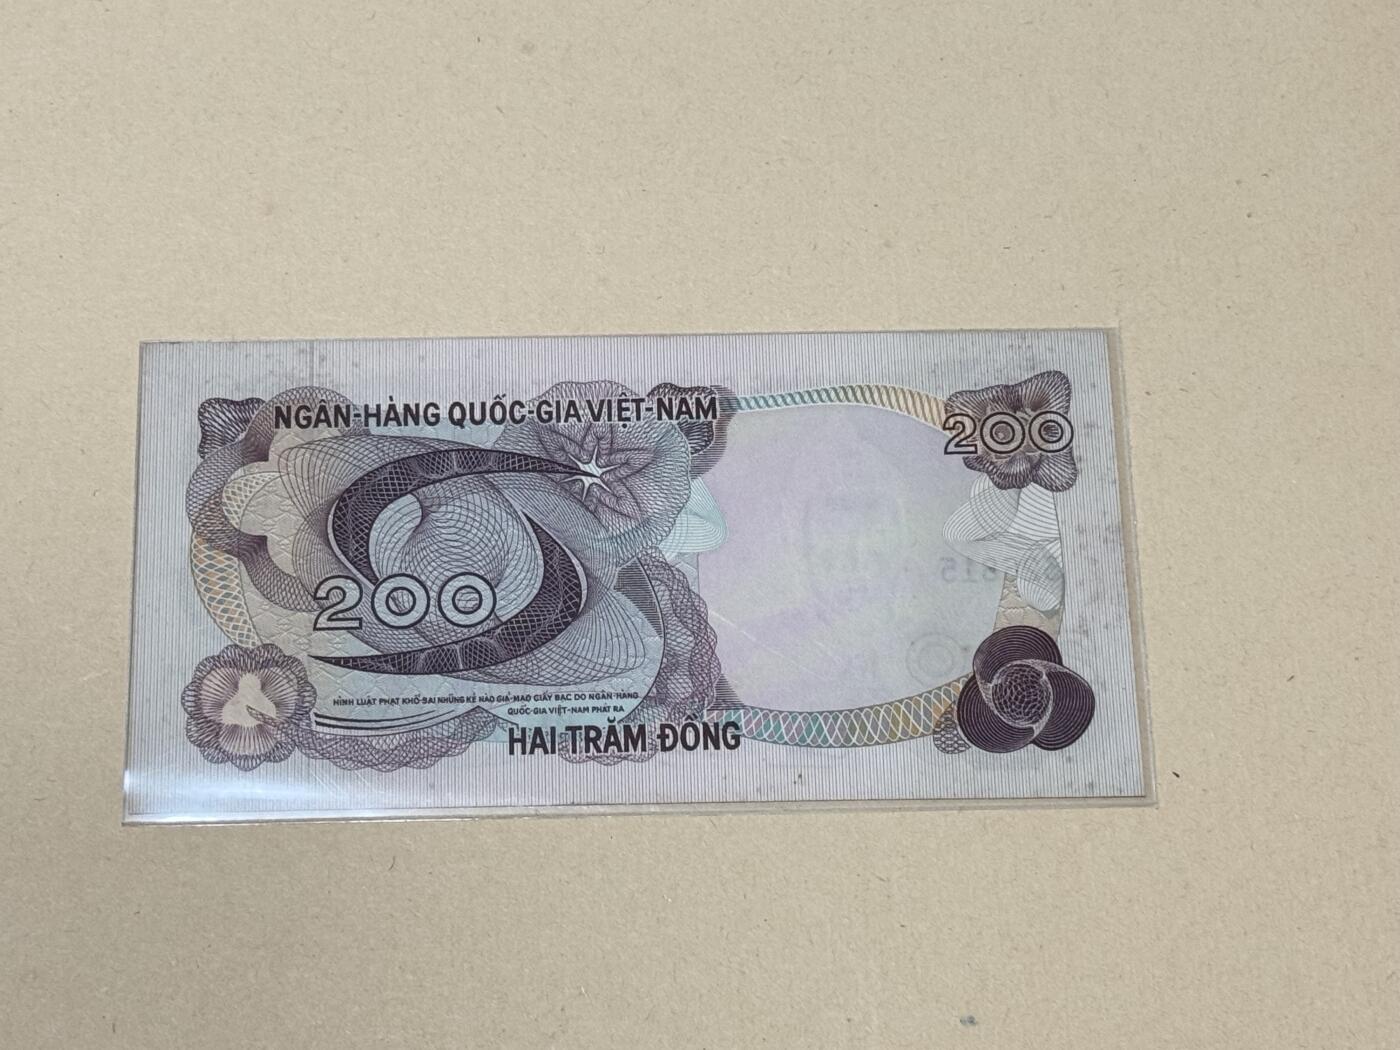 NGÂN-HÀNG QUỐC-GIA VIỆT-NAM
200
200
HÌNH LUẬT PHẠT KHỔ SAI NHỮNG KẺ NÀO GIẢ-MẠO GIẤY BẠC DO NGÂN-HÀNG
QUỐC-GIA VIỆT-NAM PHÁT RA
HAI TRĂM ĐỒNG